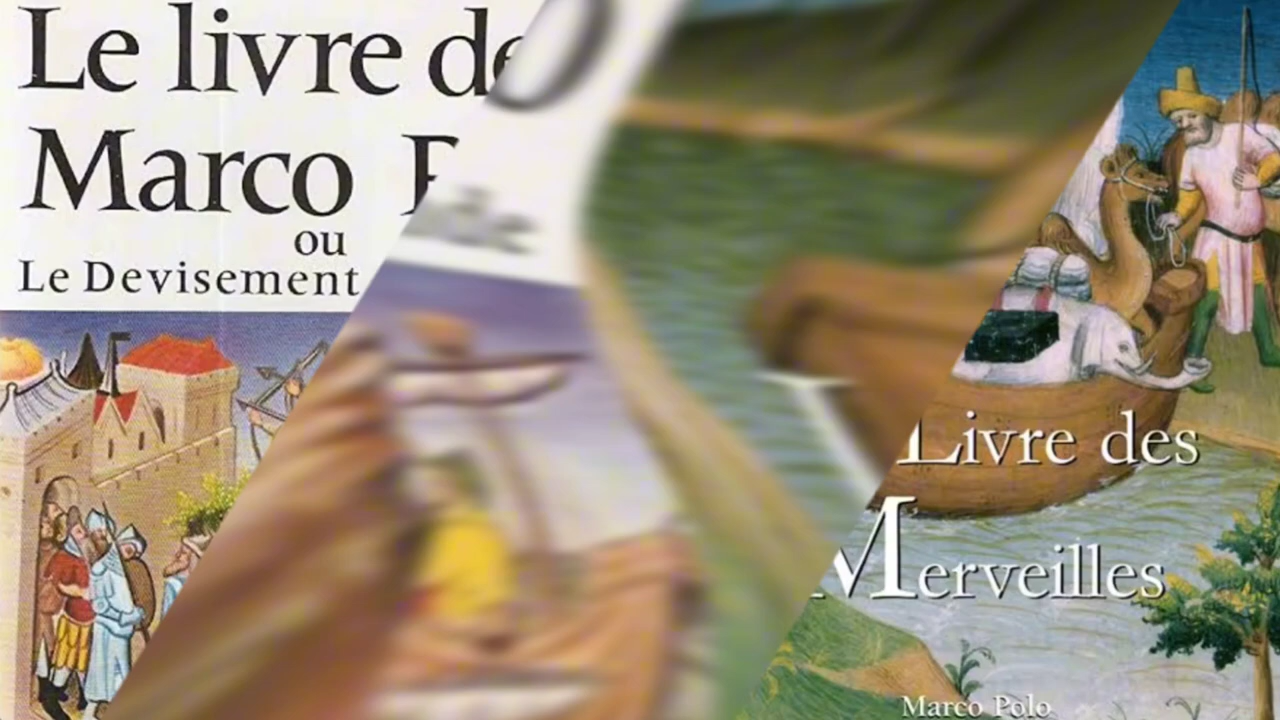 Le livre de
Marco P
ou
Le Devisement
Livre des
Merveilles
Marco Polo